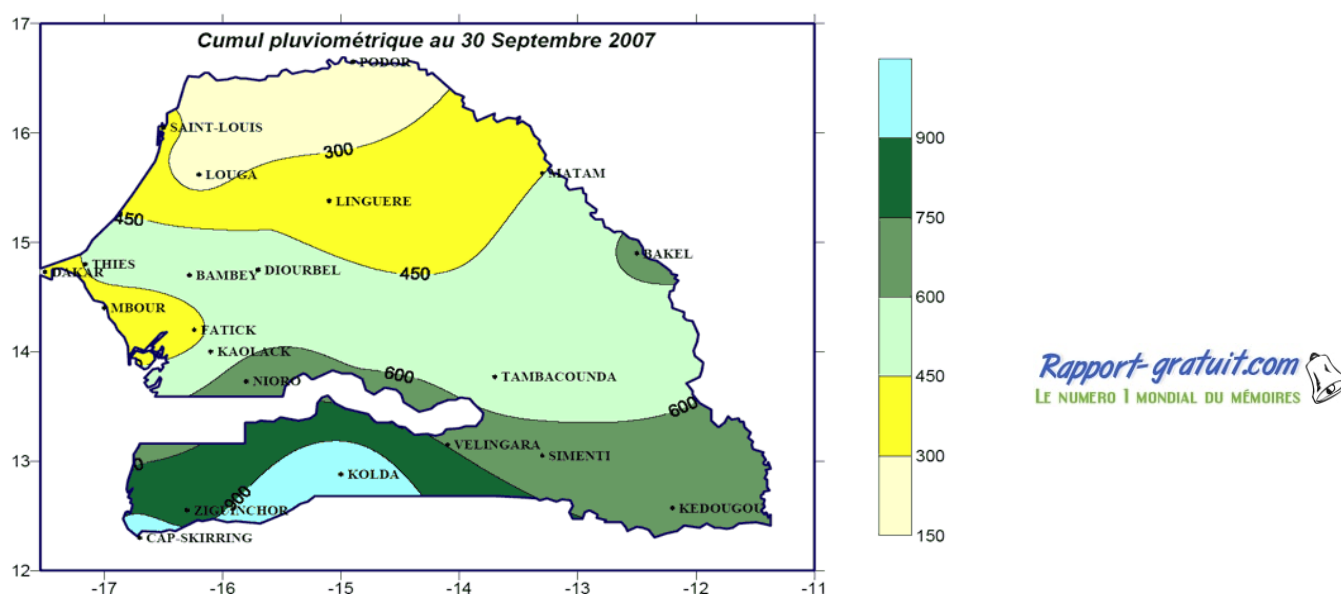 Cumul pluviométrique au 30 Septembre 2007
17
16
15
14
13
12
-17
-16
-15
-14
-13
-12
-11
PODOR
SAINT-LOUIS
300
LOUGA
MATAM
LINGUERE
450
BAKEL
THIES
DIOURBEL
DAKAR
BAMBEY
450
MBOUR
FATICK
KAOLACK
NIORO
600
TAMBACOUNDA
600
VELINGARA
SIMENTI
KOLDA
900
ZIGUINCHOR
KEDOUGOU
CAP-SKIRRING
900
750
600
450
300
150
Rapport-gratuit.com
LE NUMERO 1 MONDIAL DU MÉMOIRES